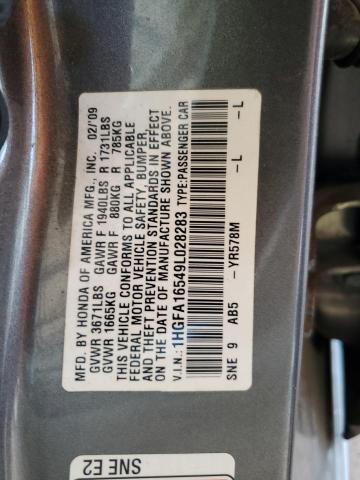 MFD. BY HONDA OF AMERICA MFG., INC. 02/'09
GVWR 3671LBS GAWR F 1940LBS R 1731LBS
GVWR 1665KG GAWR F 880KG R 785KG
THIS VEHICLE CONFORMS TO ALL APPLICABLE
FEDERAL MOTOR VEHICLE SAFETY, BUMPER,
AND THEFT PREVENTION STANDARDS IN EFFECT
ON THE DATE OF MANUFACTURE SHOWN ABOVE.
V.I.N.: 1HGFA16549L028283 TYPE:PASSENGER CAR
SNE 9 AB5 -YR578M -L -L
SNE E2